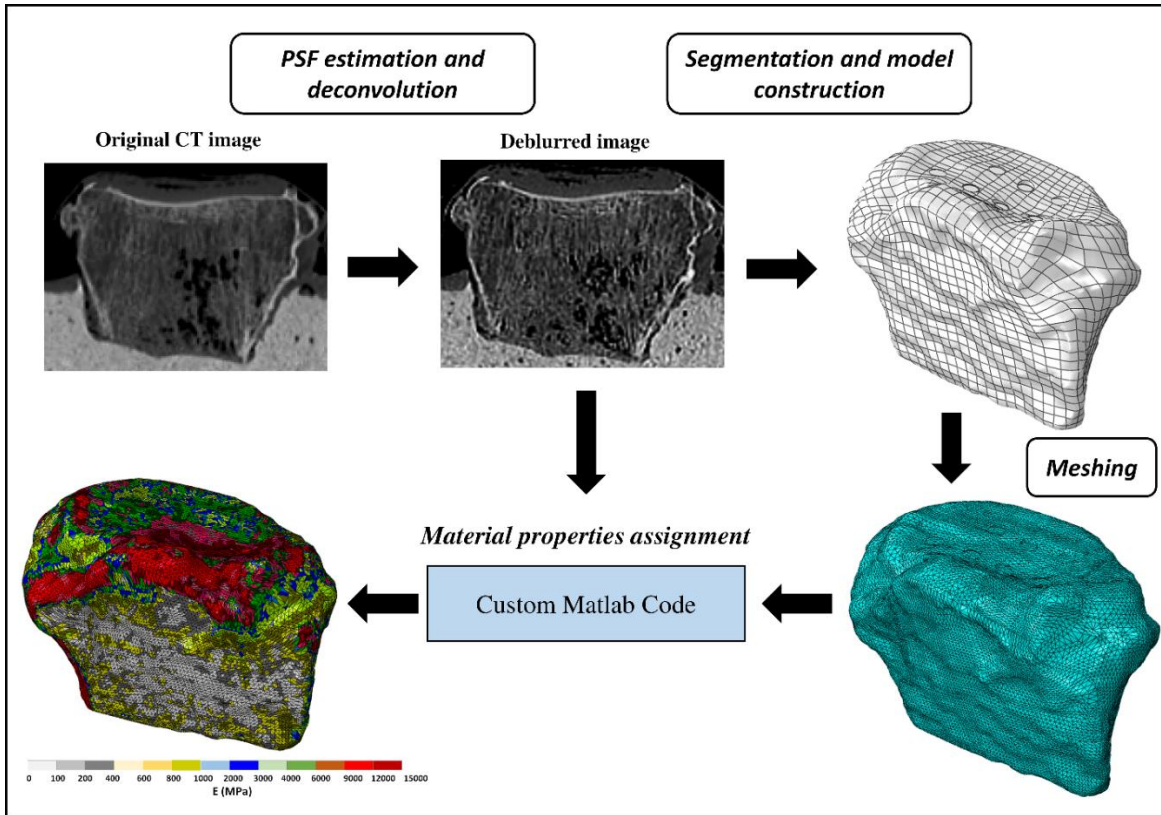 PSF estimation and
deconvolution
Segmentation and model
construction
Original CT image
Deblurred image
Meshing
Material properties assignment
Custom Matlab Code
0 100 200 400 600 800 1000 2000 3000 4000 6000 9000 12000 15000
E (MPa)